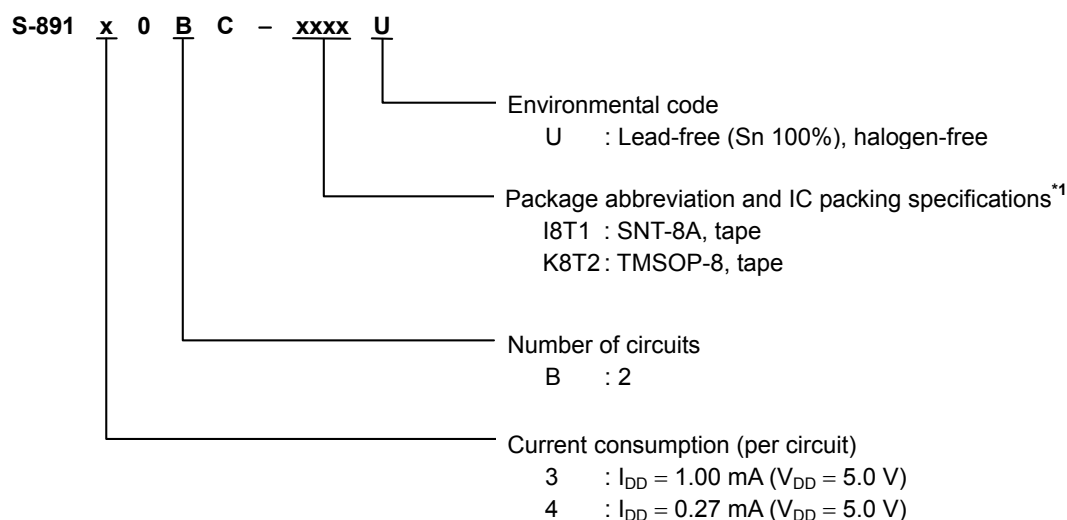 S-891 x 0 B C – xxxx U
Environmental code
U : Lead-free (Sn 100%), halogen-free
Package abbreviation and IC packing specifications*1
I8T1 : SNT-8A, tape
K8T2 : TMSOP-8, tape
Number of circuits
B : 2
Current consumption (per circuit)
3 : IDD = 1.00 mA (VDD = 5.0 V)
4 : IDD = 0.27 mA (VDD = 5.0 V)